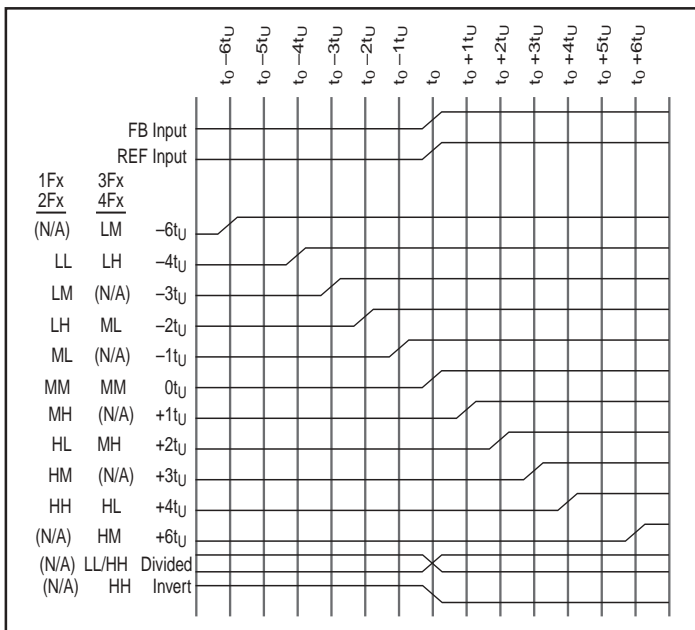 t₀ –6tU
t₀ –5tU
t₀ –4tU
t₀ –3tU
t₀ –2tU
t₀ –1tU
t₀
t₀ +1tU
t₀ +2tU
t₀ +3tU
t₀ +4tU
t₀ +5tU
t₀ +6tU
FB Input
REF Input
1Fx 3Fx
2Fx 4Fx
(N/A) LM –6tU
LL LH –4tU
LM (N/A) –3tU
LH ML –2tU
ML (N/A) –1tU
MM MM 0tU
MH (N/A) +1tU
HL MH +2tU
HM (N/A) +3tU
HH HL +4tU
(N/A) HM +6tU
(N/A) LL/HH Divided
(N/A) HH Invert